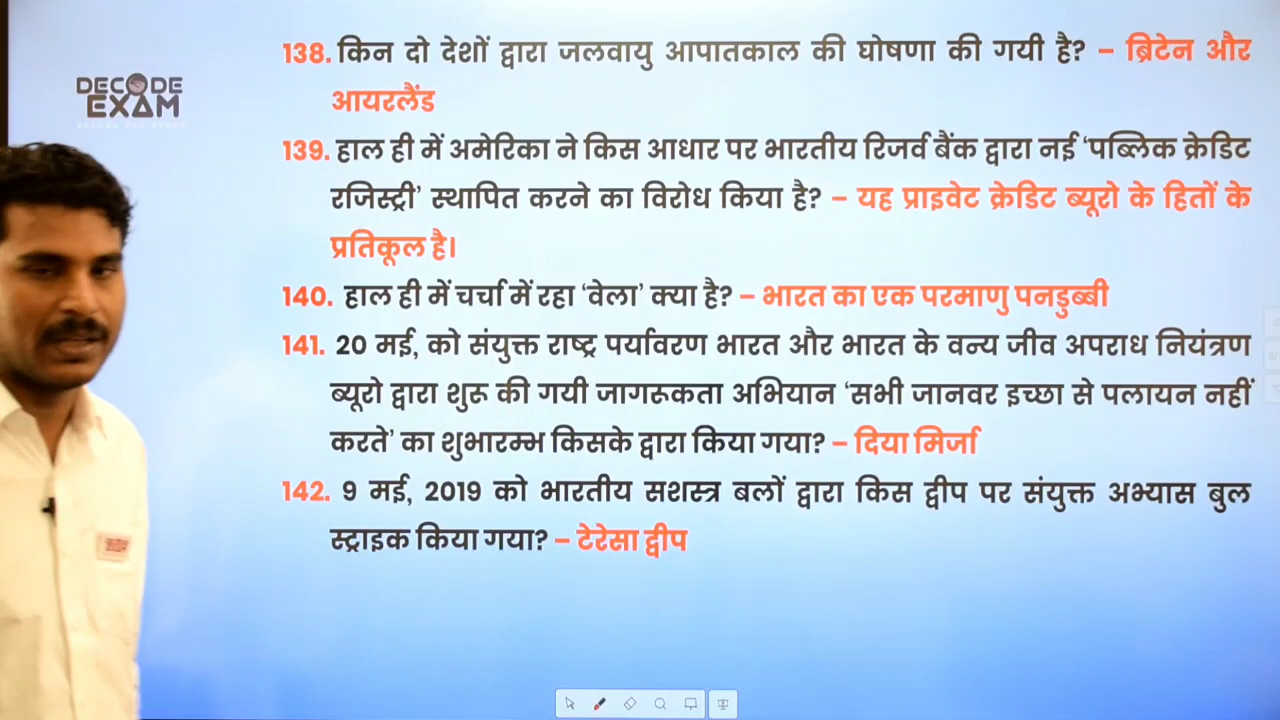 138. किन दो देशों द्वारा जलवायु आपातकाल की घोषणा की गयी है? – ब्रिटेन और
आयरलैंड
DECODE
EXAM
139. हाल ही में अमेरिका ने किस आधार पर भारतीय रिजर्व बैंक द्वारा नई ‘पब्लिक क्रेडिट
रजिस्ट्री’ स्थापित करने का विरोध किया है? – यह प्राइवेट क्रेडिट ब्यूरो के हितों के
प्रतिकूल है।
140. हाल ही में चर्चा में रहा ‘वेला’ क्या है? – भारत का एक परमाणु पनडुब्बी
141. 20 मई, को संयुक्त राष्ट्र पर्यावरण भारत और भारत के वन्य जीव अपराध नियंत्रण
ब्यूरो द्वारा शुरू की गयी जागरूकता अभियान ‘सभी जानवर इच्छा से पलायन नहीं
करते’ का शुभारम्भ किसके द्वारा किया गया? – दिया मिर्जा
142. 9 मई, 2019 को भारतीय सशस्त्र बलों द्वारा किस द्वीप पर संयुक्त अभ्यास बुल
स्ट्राइक किया गया? – टेरेसा द्वीप